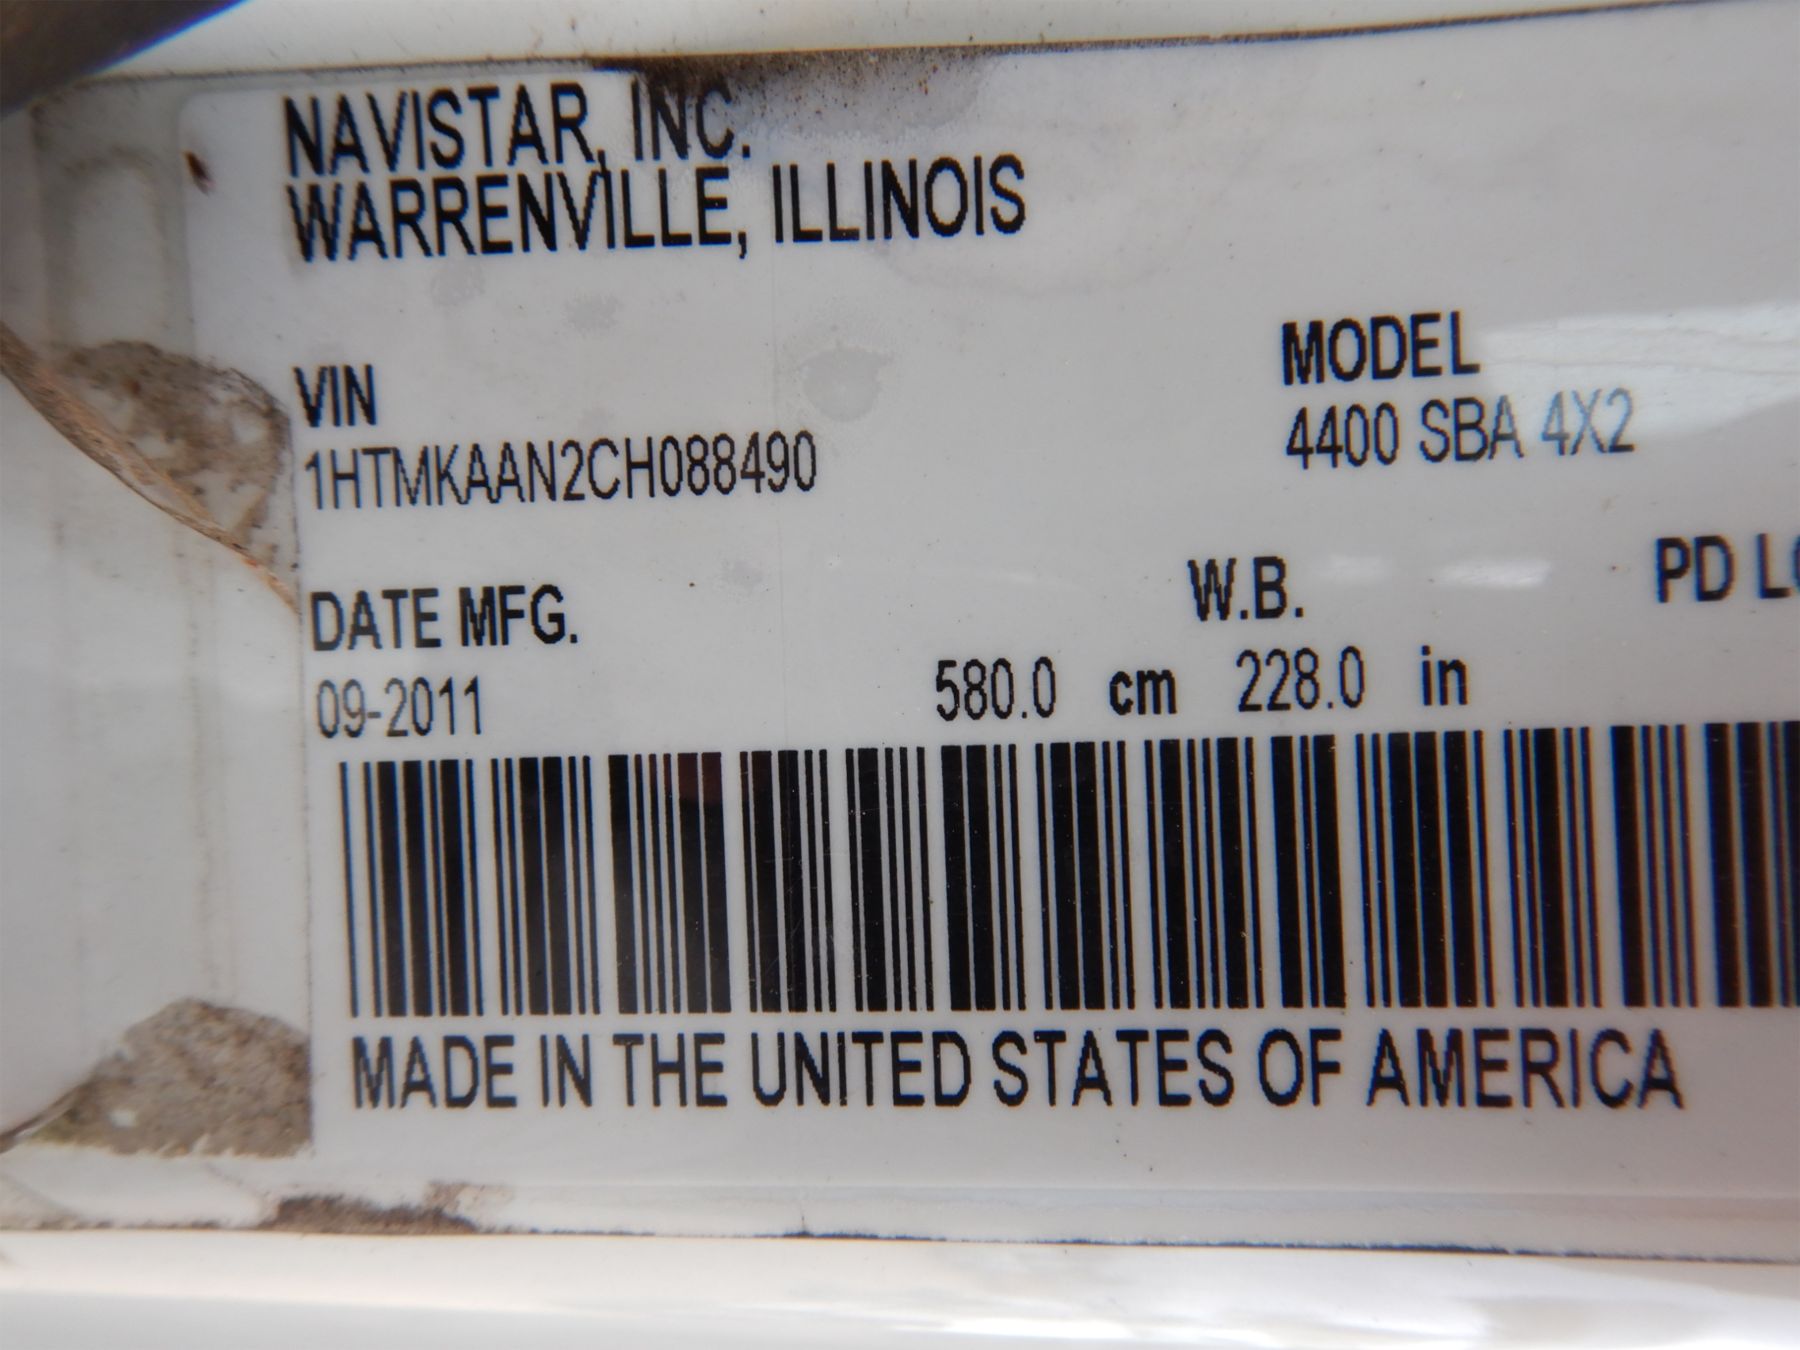 NAVISTAR, INC.
WARRENVILLE, ILLINOIS
VIN
1HTMKAAN2CH088490
MODEL
4400 SBA 4X2
DATE MFG.
09-2011
W.B.
580.0 cm 228.0 in
PD
MADE IN THE UNITED STATES OF AMERICA